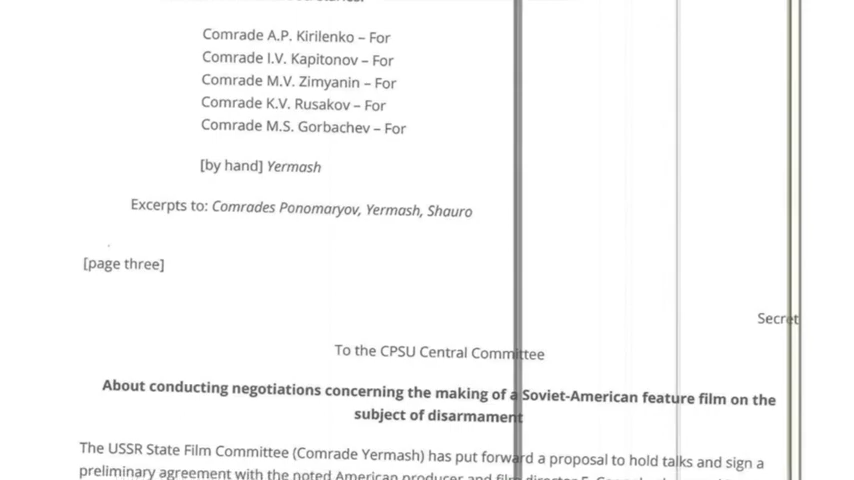 Comrade A.P. Kirilenko – For
Comrade I.V. Kapitonov – For
Comrade M.V. Zimyanin – For
Comrade K.V. Rusakov – For
Comrade M.S. Gorbachev – For
[by hand] Yermash
Excerpts to: Comrades Ponomaryov, Yermash, Shauro
[page three]
Secret
To the CPSU Central Committee
About conducting negotiations concerning the making of a Soviet-American feature film on the
subject of disarmament
The USSR State Film Committee (Comrade Yermash) has put forward a proposal to hold talks and sign a
preliminary agreement with the noted American producer and film director F.